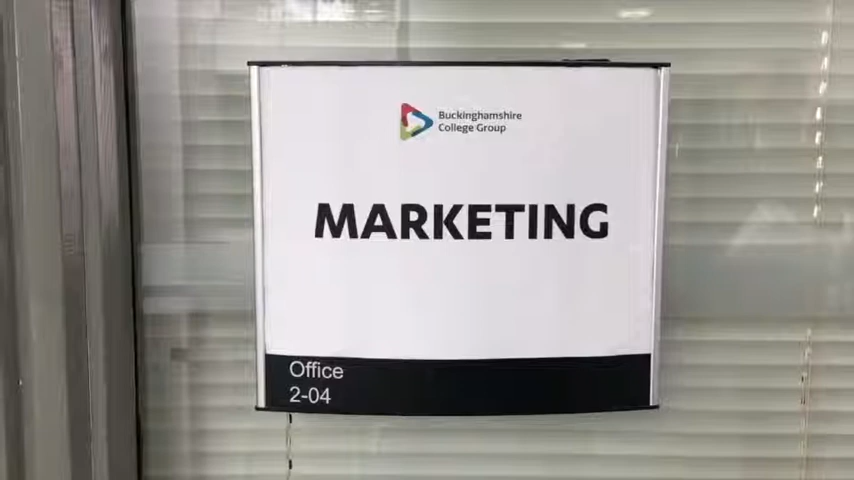 Buckinghamshire
College Group
MARKETING
Office
2-04